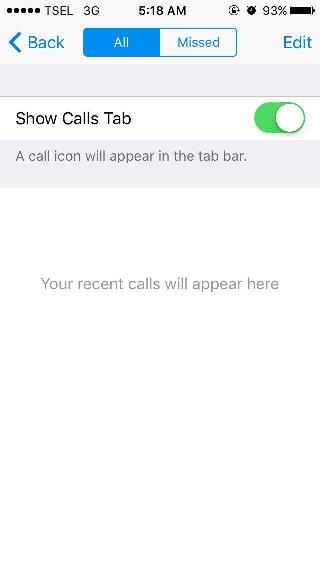 TSEL 3G 5:18 AM 93%
Back All Missed Edit
Show Calls Tab
A call icon will appear in the tab bar.
Your recent calls will appear here